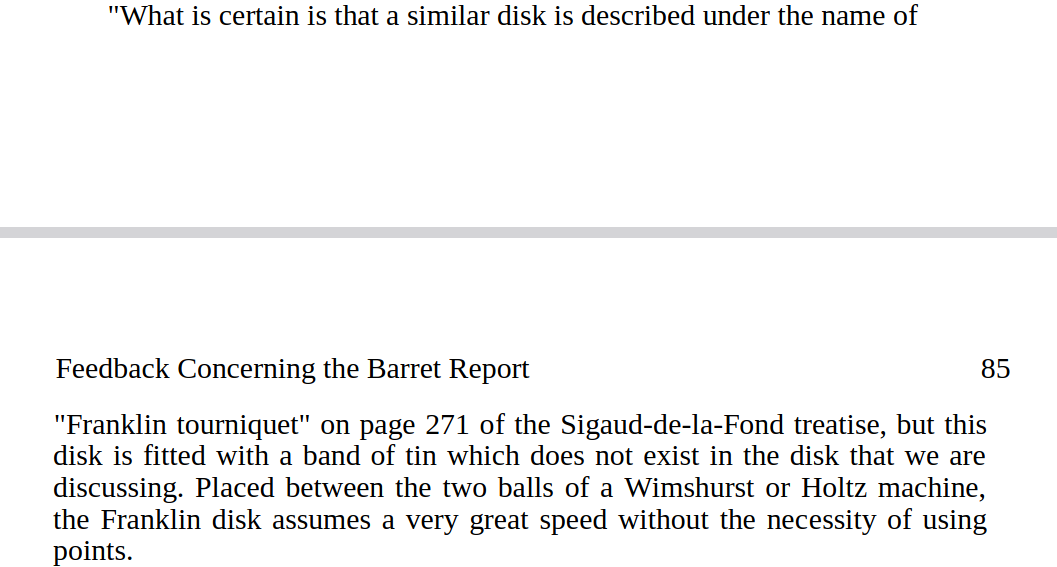 "What is certain is that a similar disk is described under the name of
Feedback Concerning the Barret Report 85
"Franklin tourniquet" on page 271 of the Sigaud-de-la-Fond treatise, but this
disk is fitted with a band of tin which does not exist in the disk that we are
discussing. Placed between the two balls of a Wimshurst or Holtz machine,
the Franklin disk assumes a very great speed without the necessity of using
points.